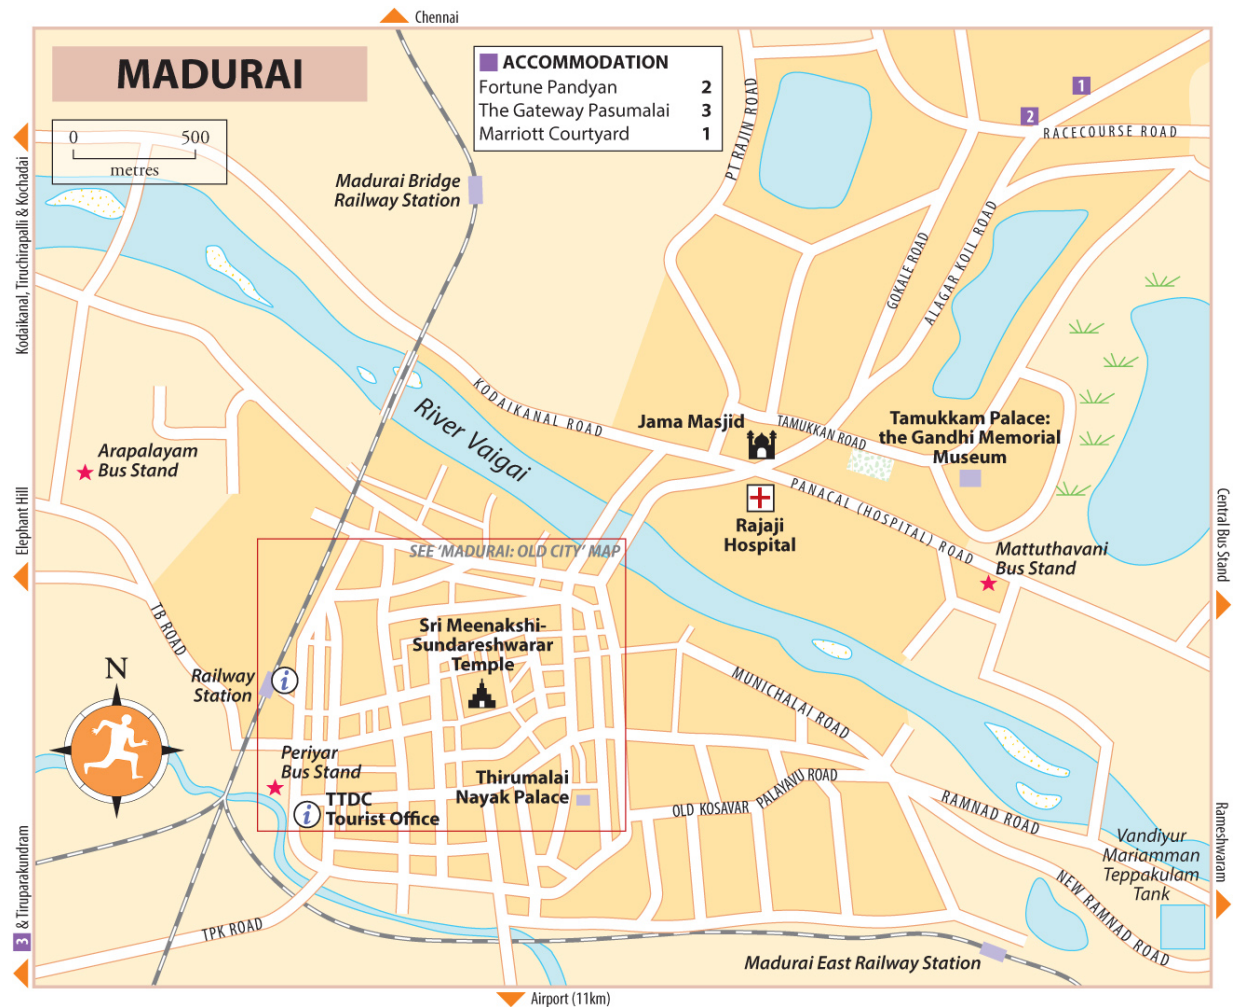 Chennai
MADURAI
ACCOMMODATION
Fortune Pandyan 2
The Gateway Pasumalai 3
Marriott Courtyard 1
0 500
metres
1
2
RACECOURSE ROAD
PT RAJIN ROAD
Madurai Bridge
Railway Station
Kodaikanal, Tiruchirapalli & Kochadai
GOKALE ROAD
ALAGAR KOIL ROAD
KODAIKANAL ROAD
River Vaigai
Jama Masjid
TAMUKKAN ROAD
Tamukkam Palace:
the Gandhi Memorial
Museum
Arapalayam
Bus Stand
PANACAL (HOSPITAL) ROAD
Rajaji
Hospital
Elephant Hill
Central Bus Stand
SEE 'MADURAI: OLD CITY' MAP
Mattuthavani
Bus Stand
TB ROAD
Sri Meenakshi-
Sundareshwarar
Temple
N
Railway
Station
i
MUNICHALAI ROAD
Periyar
Bus Stand
Thirumalai
Nayak Palace
i
TTDC
Tourist Office
OLD KOSAVAR PALAYAVU ROAD
RAMNAD ROAD
Vandiyur
Mariamman
Teppakulam
Tank
Rameshwaram
NEW RAMNAD ROAD
3 & Tiruparakundram
TPK ROAD
Madurai East Railway Station
Airport (11km)